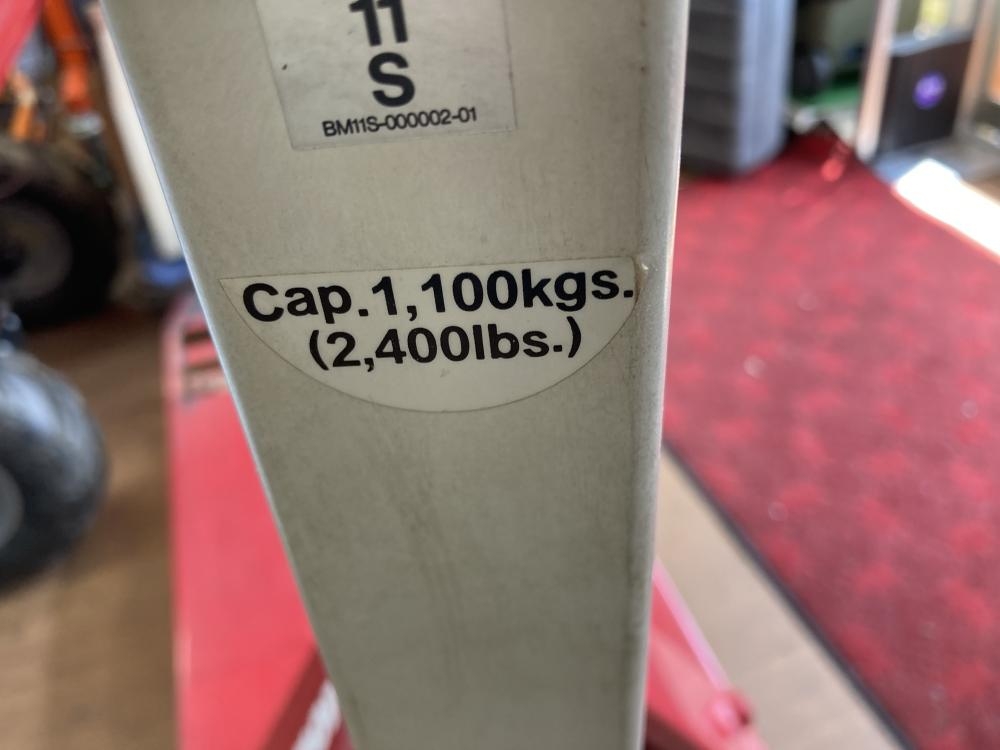 11
S
BM11S-000002-01
Cap.1,100kgs.
(2,400lbs.)